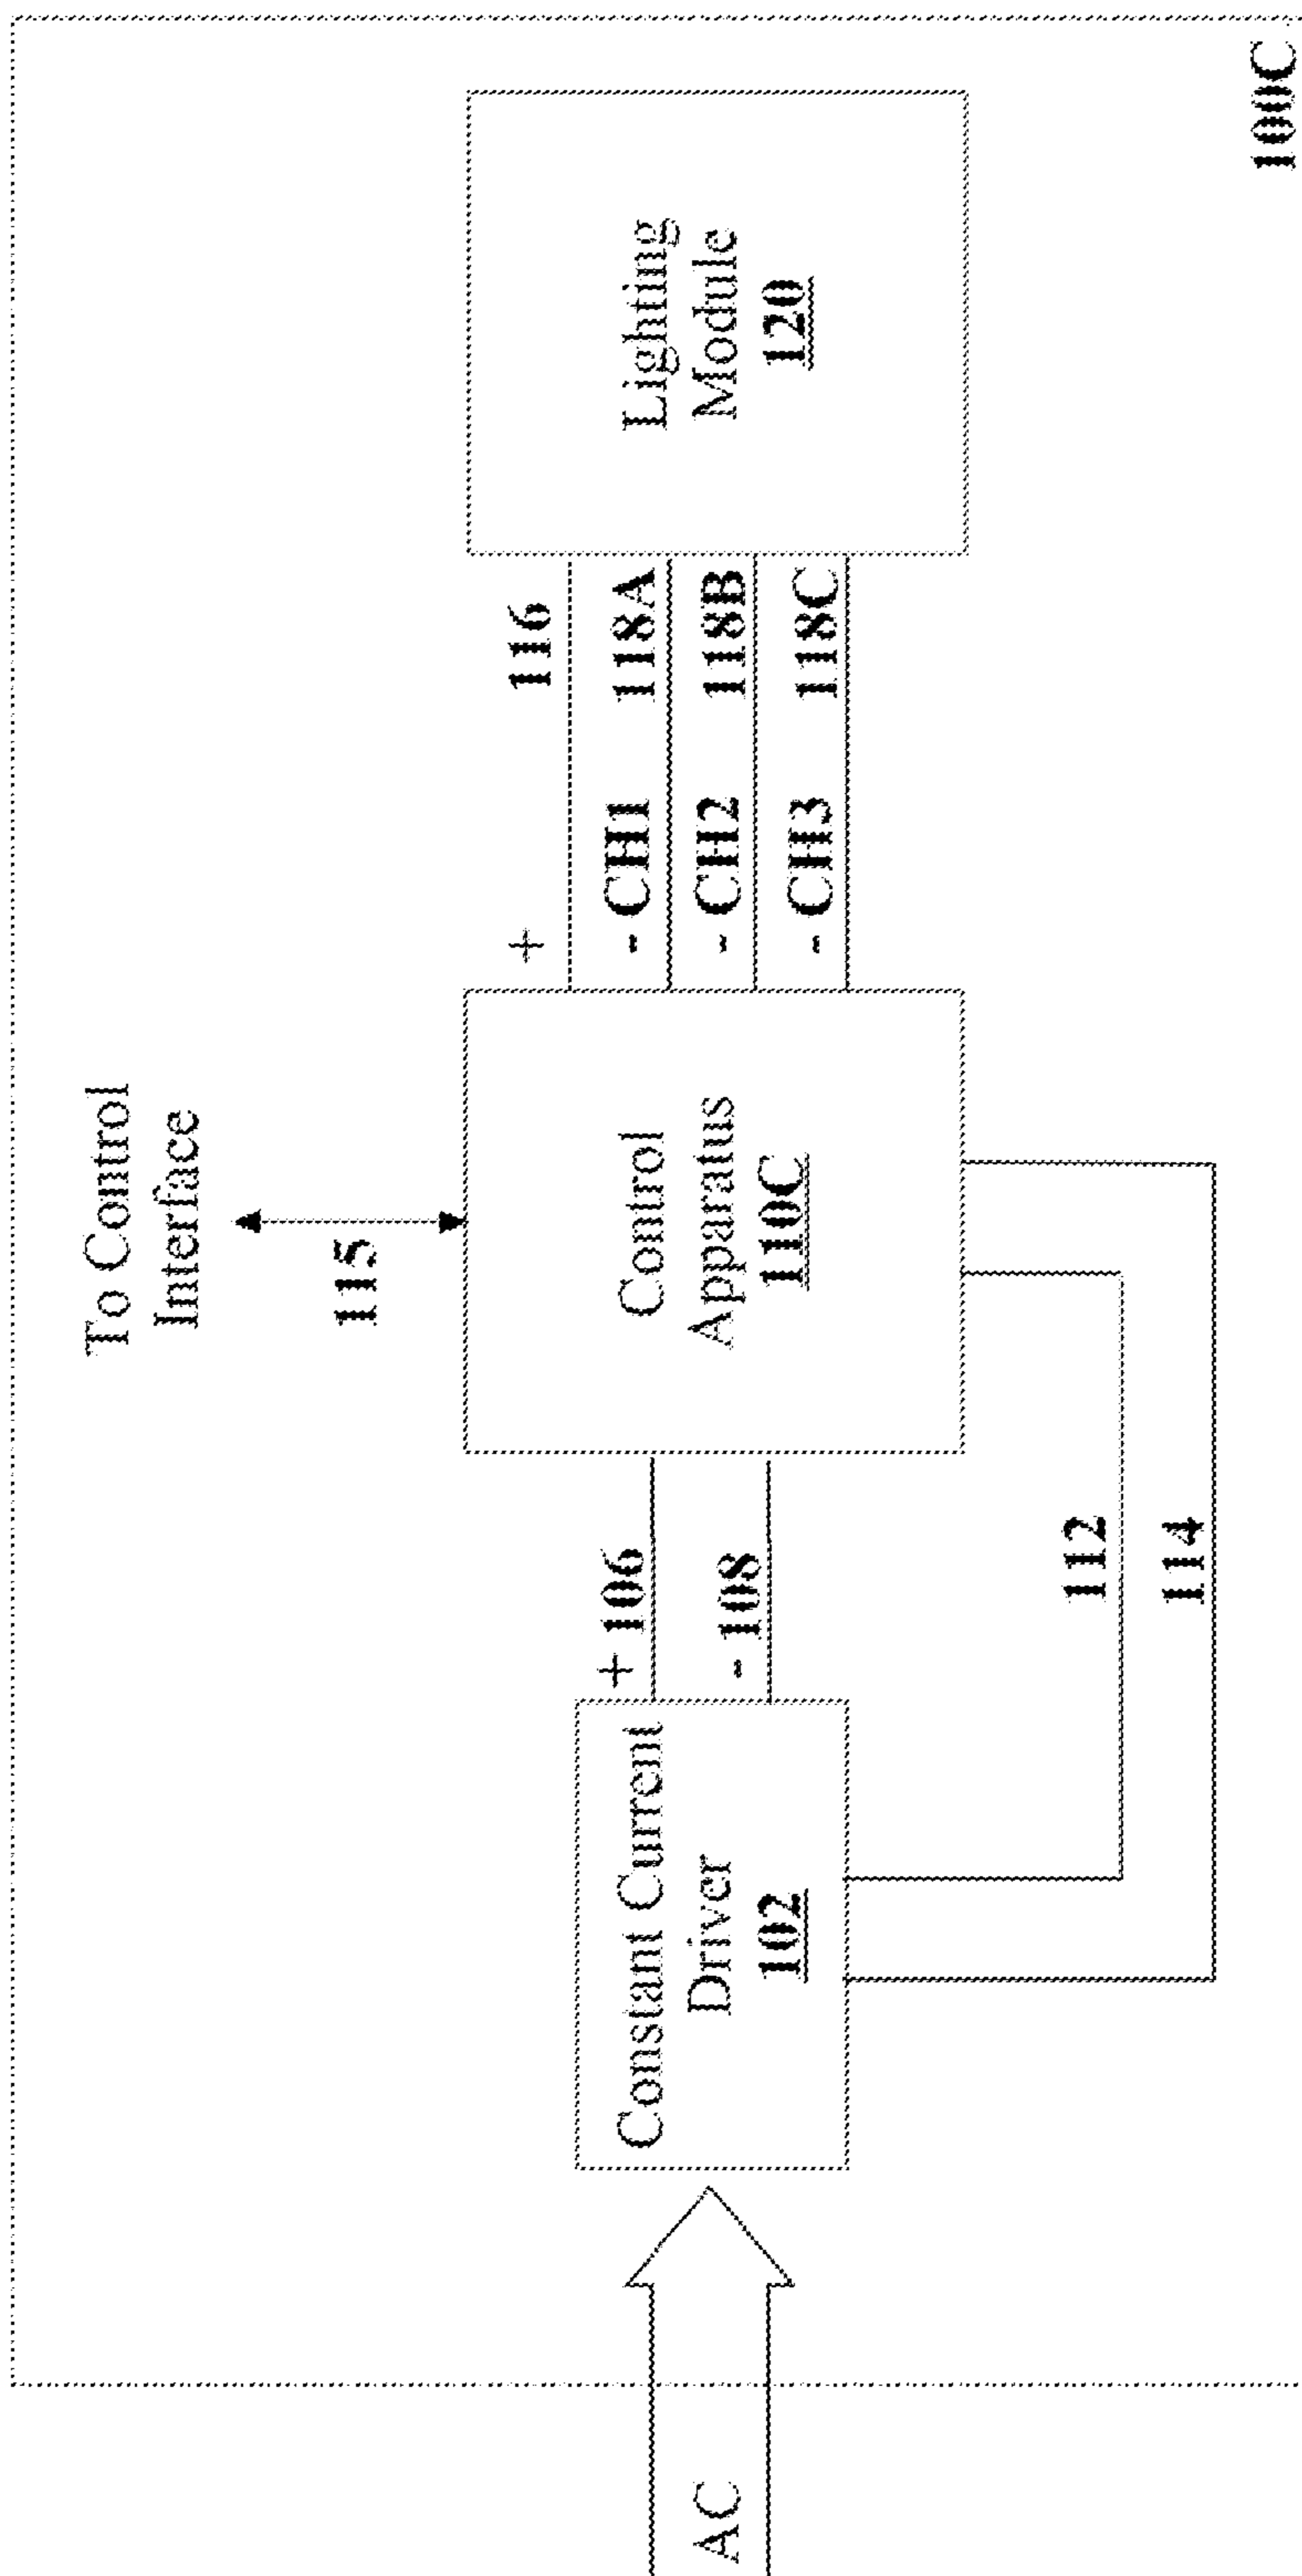 To Control
Interface
115
AC
Constant Current
Driver
102
+ 106
- 108
Control
Apparatus
110C
+
116
- CH1
118A
- CH2
118B
- CH3
118C
Lighting
Module
120
112
114
100C